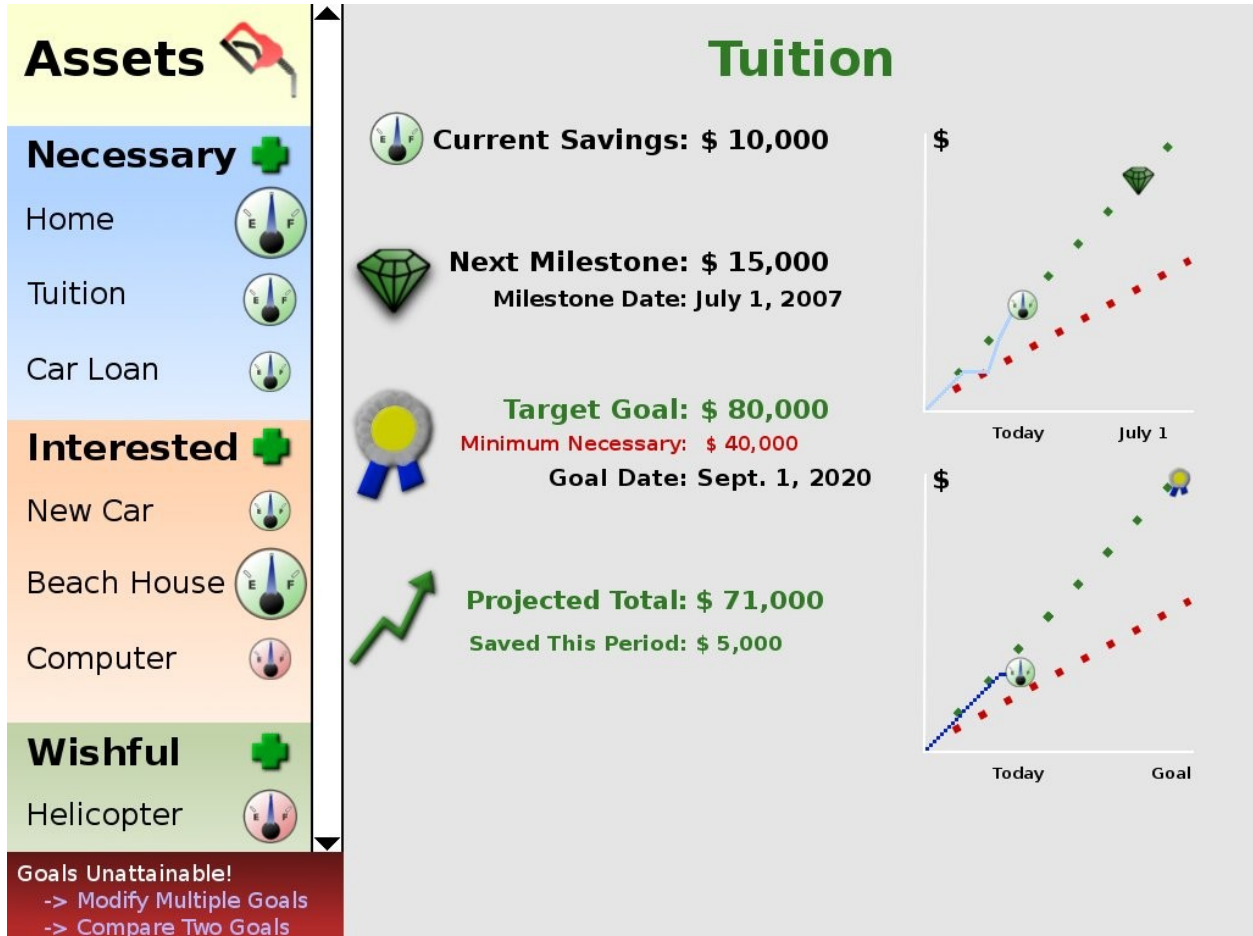 Assets
Necessary
Home
E F
Tuition
E F
Car Loan
E F
Interested
New Car
E F
Beach House
E F
Computer
E F
Wishful
Helicopter
E F
Goals Unattainable!
-> Modify Multiple Goals
-> Compare Two Goals
Tuition
E F
Current Savings: $ 10,000
Next Milestone: $ 15,000
Milestone Date: July 1, 2007
Target Goal: $ 80,000
Minimum Necessary: $ 40,000
Goal Date: Sept. 1, 2020
Projected Total: $ 71,000
Saved This Period: $ 5,000
$
E F
Today July 1
$
E F
Today Goal